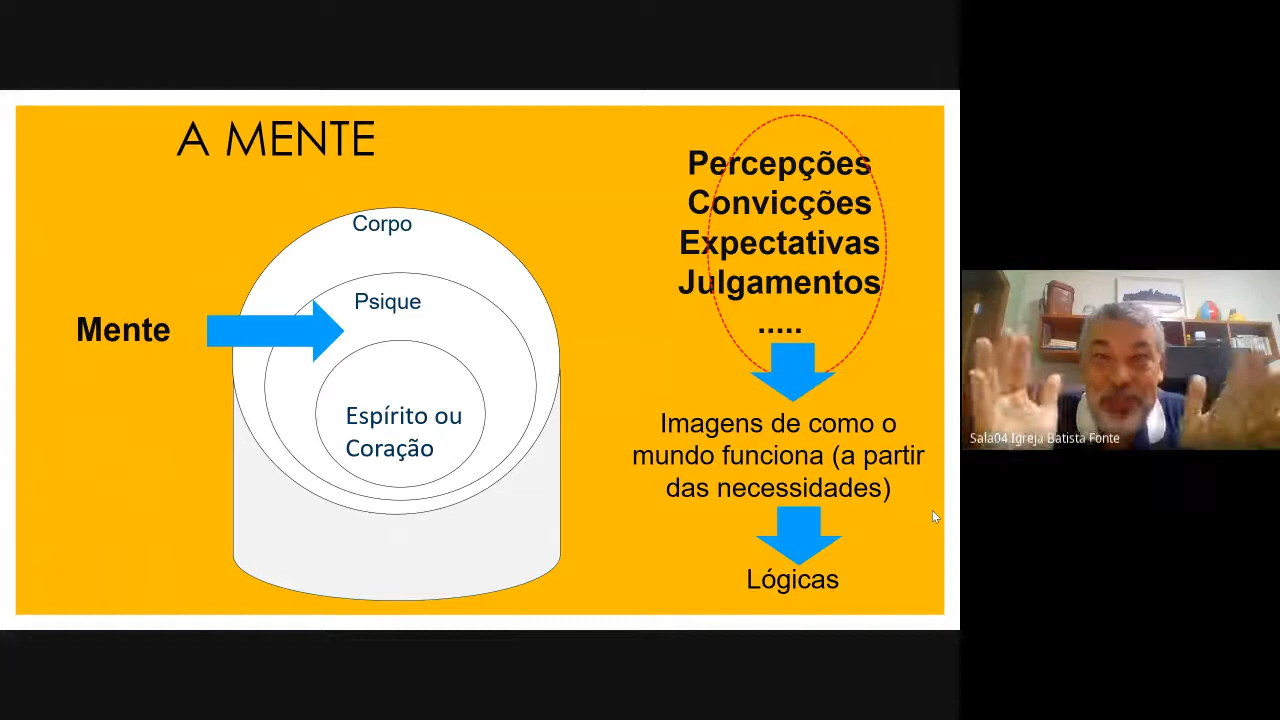 A MENTE
Corpo
Psique
Mente
Espírito ou
Coração
Percepções
Convicções
Expectativas
Julgamentos
.....
Imagens de como o
mundo funciona (a partir
das necessidades)
Lógicas
Sala04 Igreja Batista Fonte